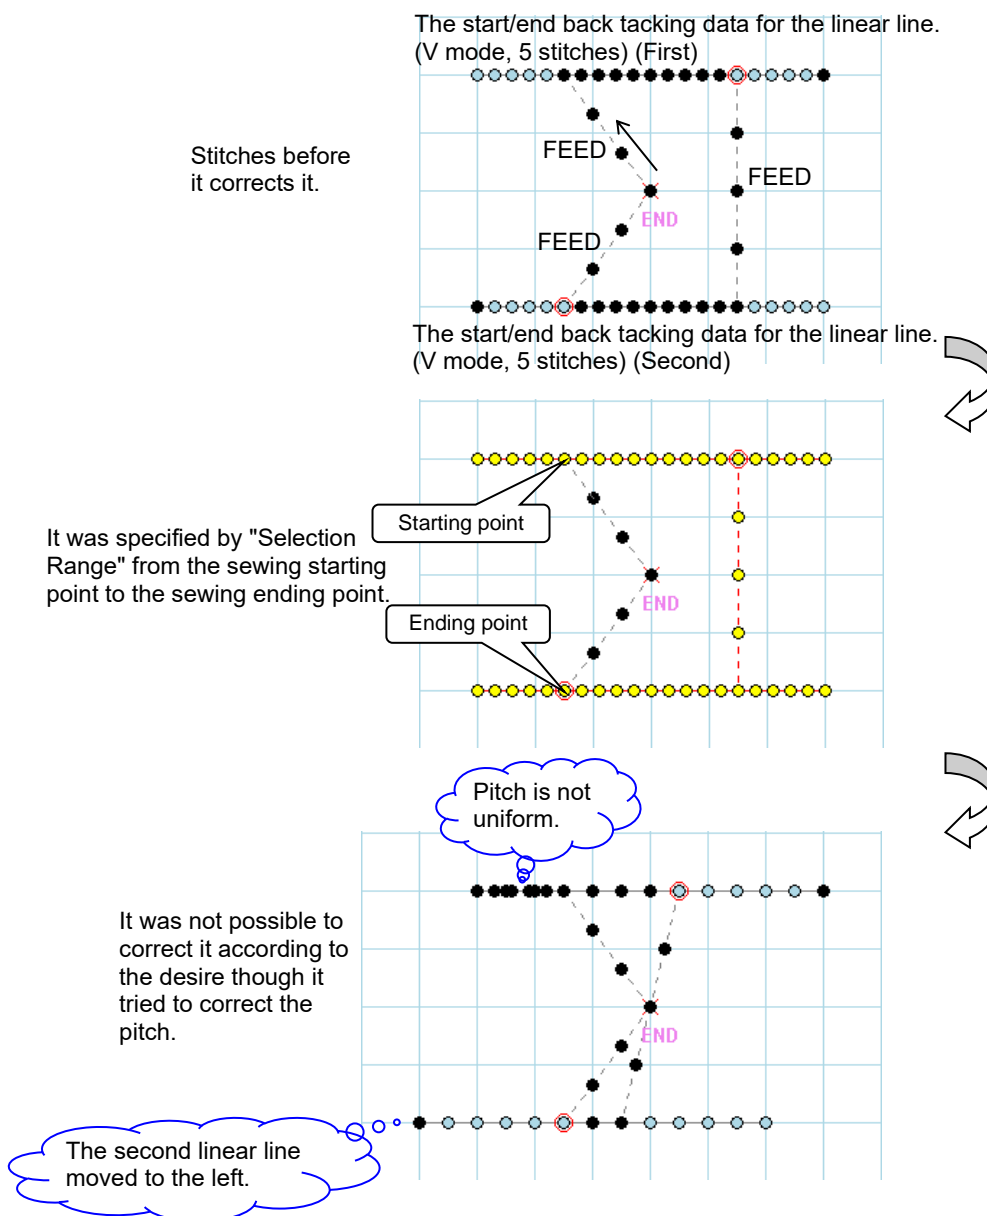 The start/end back tacking data for the linear line.
(V mode, 5 stitches) (First)
Stitches before
it corrects it.
FEED
FEED
END
FEED
The start/end back tacking data for the linear line.
(V mode, 5 stitches) (Second)
Starting point
It was specified by "Selection
Range" from the sewing starting
point to the sewing ending point.
END
Ending point
Pitch is not
uniform.
It was not possible to
correct it according to
the desire though it
tried to correct the
pitch.
END
The second linear line
moved to the left.